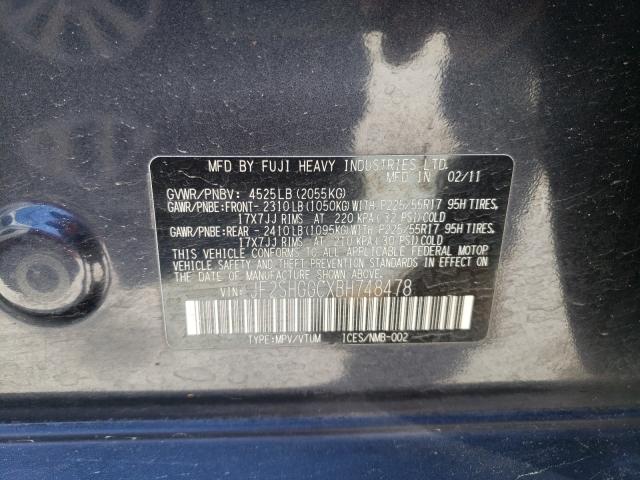 MFD BY FUJI HEAVY INDUSTRIES LTD.
MFD IN 02/11
GVWR/PNBV: 4525LB(2055KG)
GAWR/PNBE:FRONT-2310LB(1050KG)WITH P225/55R17 95H TIRES.
17X7JJ RIMS AT 220 KPA(32 PSI)COLD
GAWR/PNBE:REAR -2410LB(1095KG)WITH P225/55R17 95H TIRES.
17X7JJ RIMS AT 210 KPA(30 PSI)COLD
THIS VEHICLE CONFORMS TO ALL APPLICABLE FEDERAL MOTOR
VEHICLE SAFETY STANDARDS IN EFFECT
ON THE DATE OF MANUFACTURE SHOWN ABOVE.
VIN: JF2SHGGCXBH748478
TYPE:MPV/VTUM ICES/NMB-002